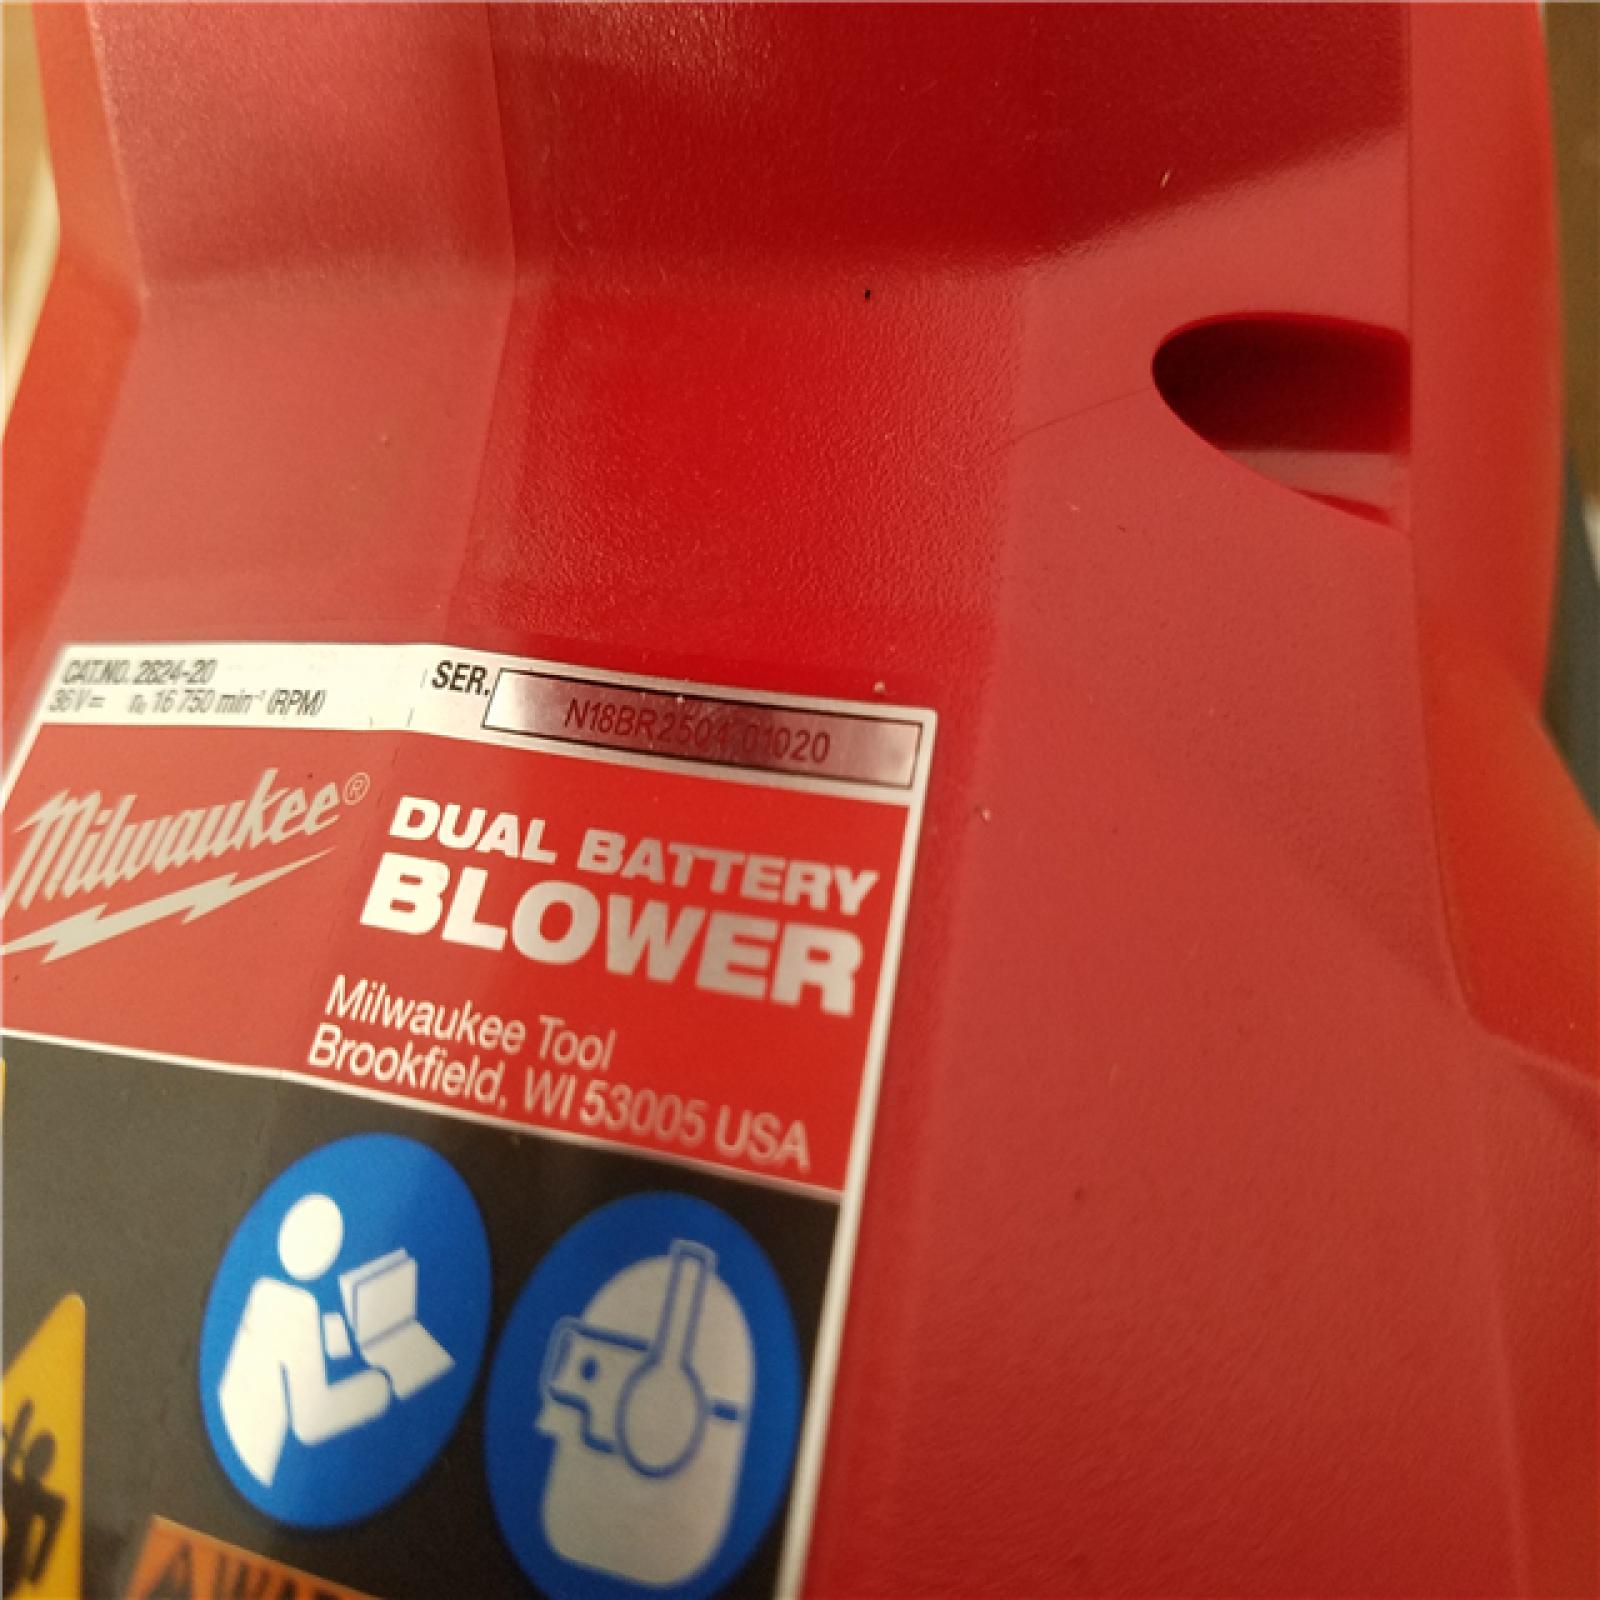 CAT.NO. 2824-20
36V⎓ n₀ 16 750 min⁻¹ (RPM)
SER. N18BR2504 01020
Milwaukee®
DUAL BATTERY
BLOWER
Milwaukee Tool
Brookfield, WI 53005 USA